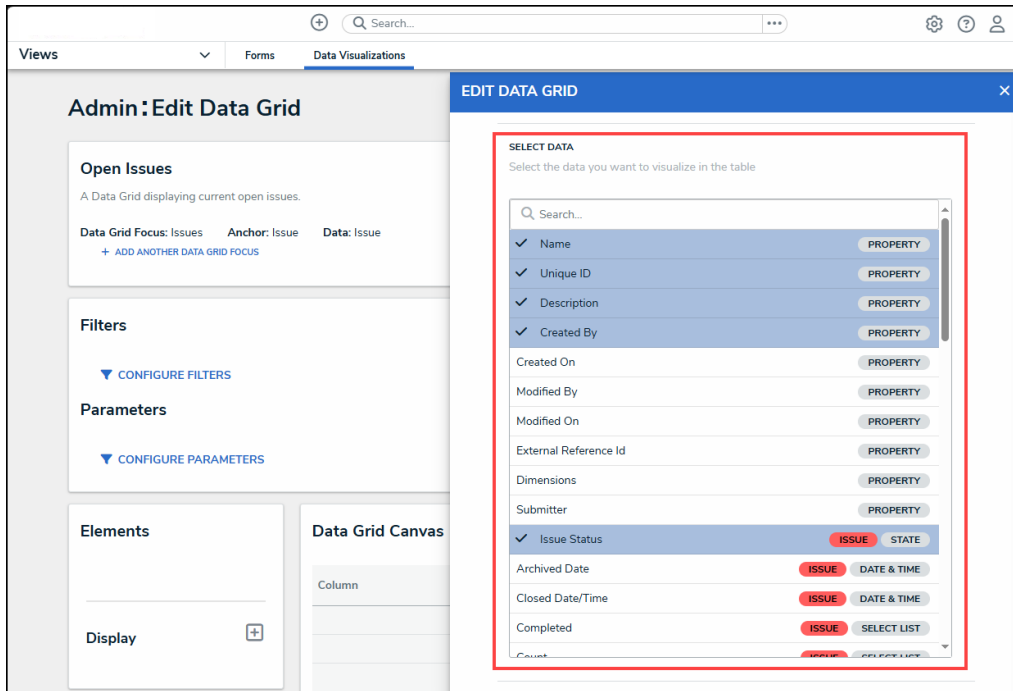 Search...
Views
Forms
Data Visualizations
Admin:Edit Data Grid
Open Issues
A Data Grid displaying current open issues.
Data Grid Focus: Issues Anchor: Issue Data: Issue
+ ADD ANOTHER DATA GRID FOCUS
Filters
CONFIGURE FILTERS
Parameters
CONFIGURE PARAMETERS
Elements
Display
Data Grid Canvas
Column
EDIT DATA GRID
SELECT DATA
Select the data you want to visualize in the table
Search...
Name PROPERTY
Unique ID PROPERTY
Description PROPERTY
Created By PROPERTY
Created On PROPERTY
Modified By PROPERTY
Modified On PROPERTY
External Reference Id PROPERTY
Dimensions PROPERTY
Submitter PROPERTY
Issue Status ISSUE STATE
Archived Date ISSUE DATE & TIME
Closed Date/Time ISSUE DATE & TIME
Completed ISSUE SELECT LIST
Count ISSUE SELECT LIST